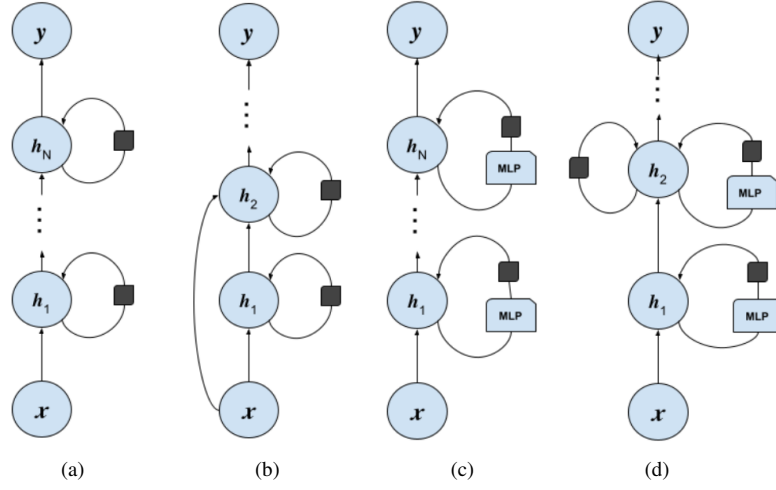 y y y y
h_N h_N
h_2 h_2
MLP MLP
h_1 h_1 h_1 h_1
MLP MLP
x x x x
(a) (b) (c) (d)